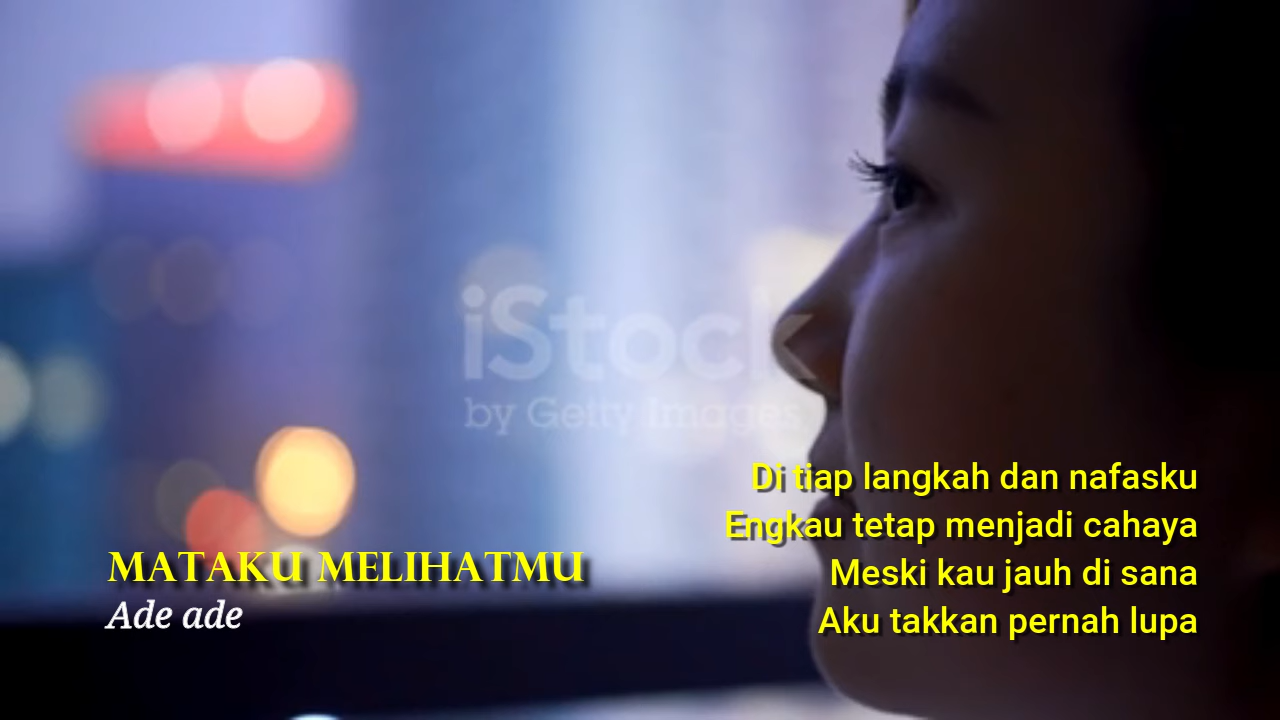 iStock
by Getty Images
Di tiap langkah dan nafasku
Engkau tetap menjadi cahaya
Meski kau jauh di sana
Aku takkan pernah lupa
MATAKU MELIHATMU
Ade ade